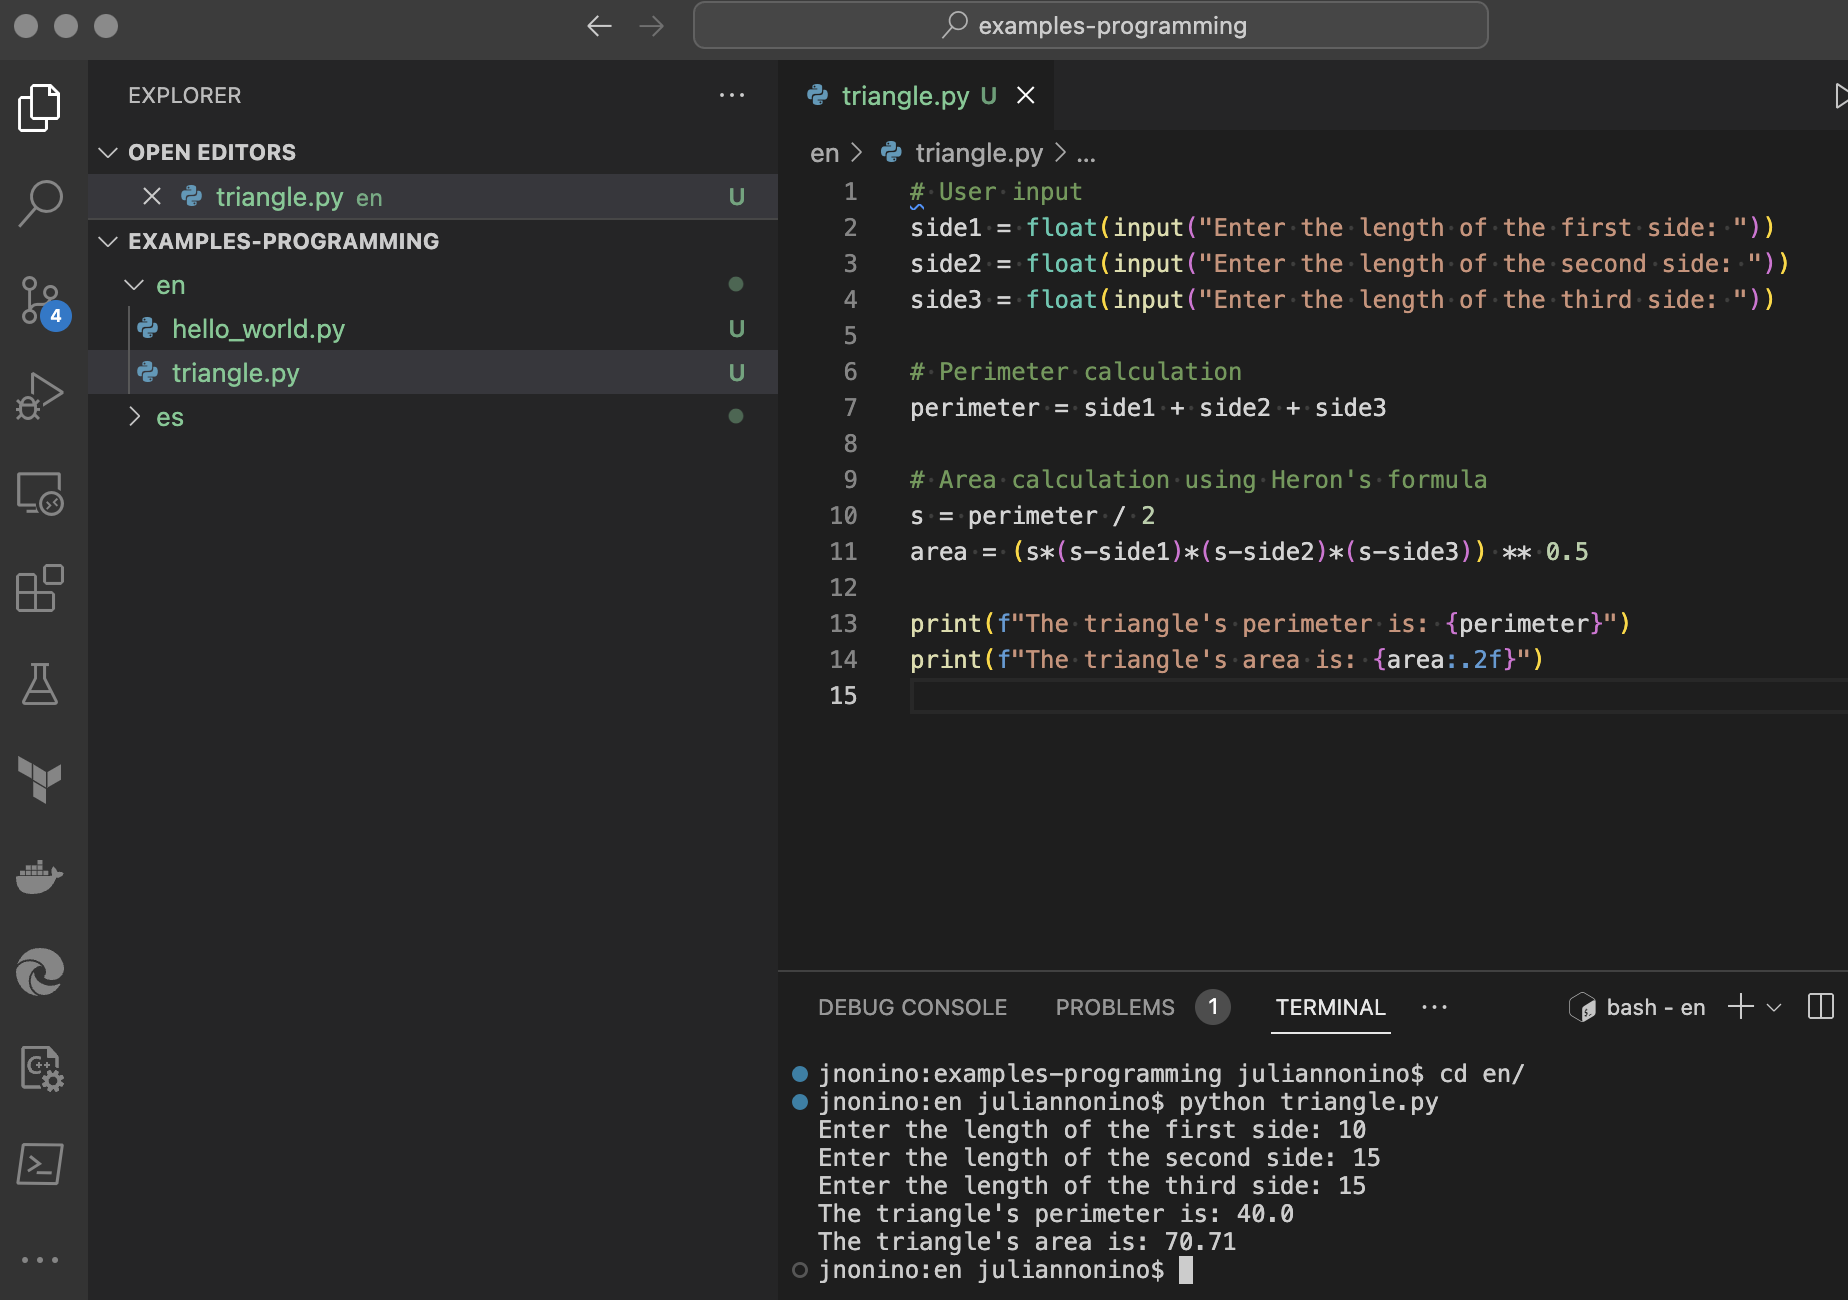 examples-programming
EXPLORER
OPEN EDITORS
triangle.py en U
EXAMPLES-PROGRAMMING
en
hello_world.py U
triangle.py U
es
4
triangle.py U
en > triangle.py > ...
1 # User input
2 side1 = float(input("Enter the length of the first side: "))
3 side2 = float(input("Enter the length of the second side: "))
4 side3 = float(input("Enter the length of the third side: "))
5
6 # Perimeter calculation
7 perimeter = side1 + side2 + side3
8
9 # Area calculation using Heron's formula
10 s = perimeter / 2
11 area = (s*(s-side1)*(s-side2)*(s-side3)) ** 0.5
12
13 print(f"The triangle's perimeter is: {perimeter}")
14 print(f"The triangle's area is: {area:.2f}")
15
DEBUG CONSOLE PROBLEMS 1 TERMINAL ... bash - en
jnonino:examples-programming juliannonino$ cd en/
jnonino:en juliannonino$ python triangle.py
Enter the length of the first side: 10
Enter the length of the second side: 15
Enter the length of the third side: 15
The triangle's perimeter is: 40.0
The triangle's area is: 70.71
jnonino:en juliannonino$
C++